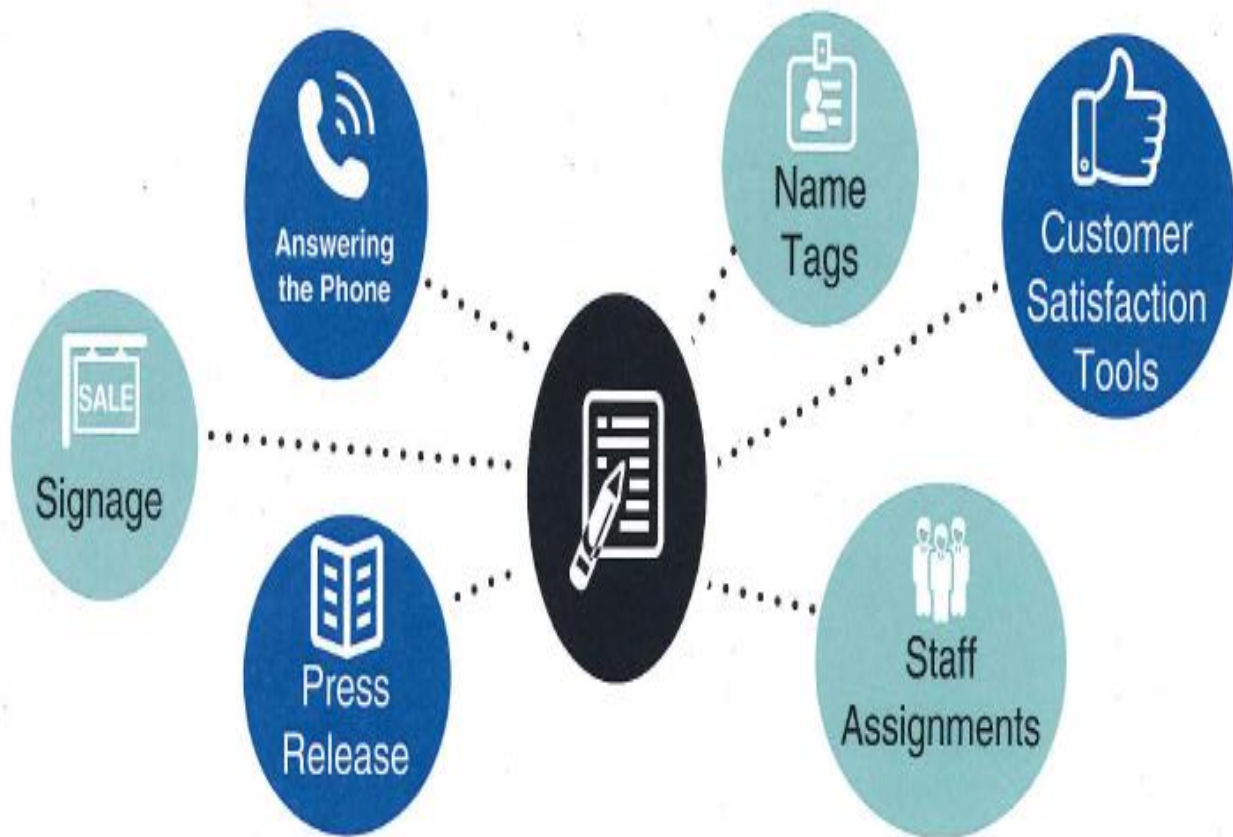 Answering
the Phone
Name
Tags
Customer
Satisfaction
Tools
SALE
Signage
Press
Release
Staff
Assignments